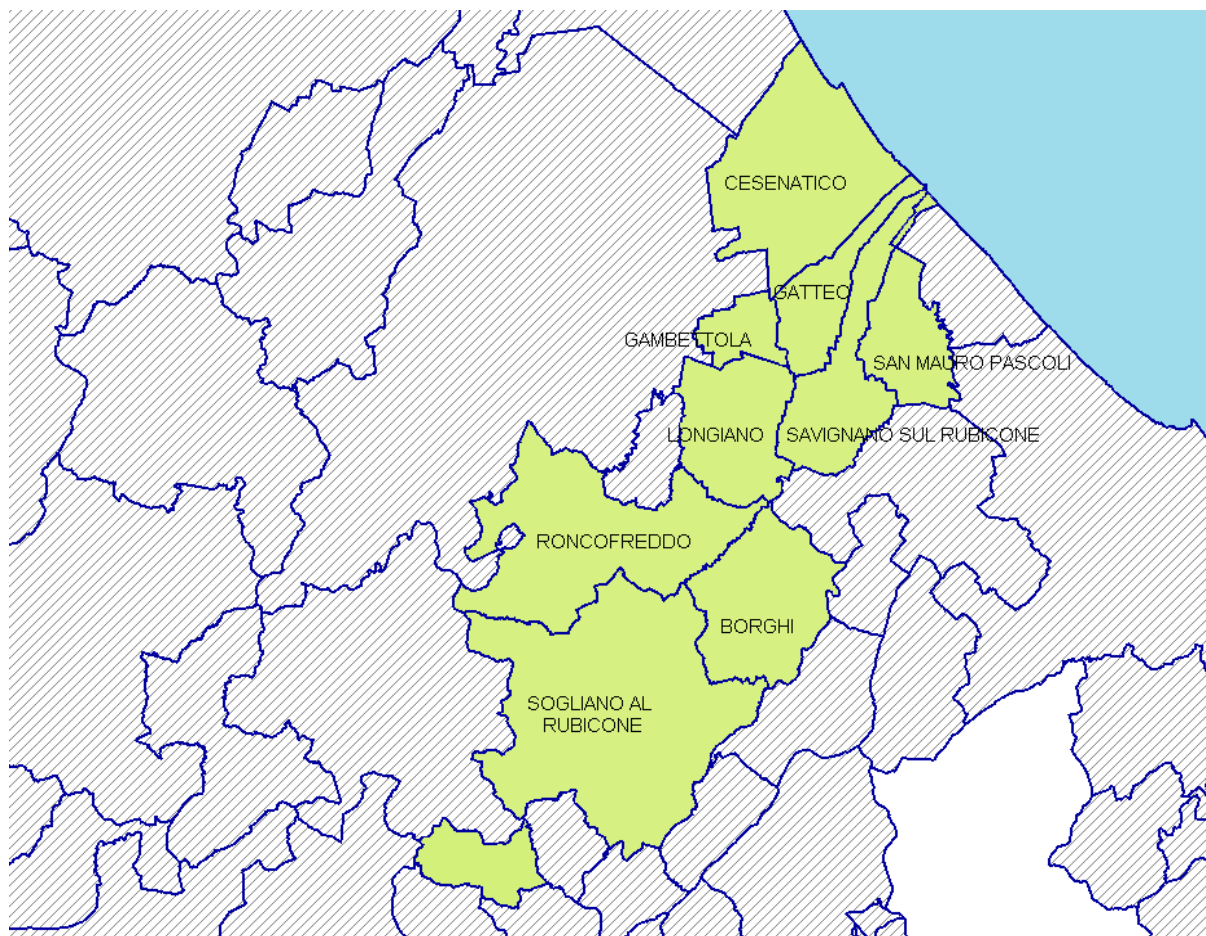 CESENATICO
GATTEO
GAMBETTOLA
SAN MAURO PASCOLI
LONGIANO
SAVIGNANO SUL RUBICONE
RONCOFREDDO
BORGHI
SOGLIANO AL
RUBICONE